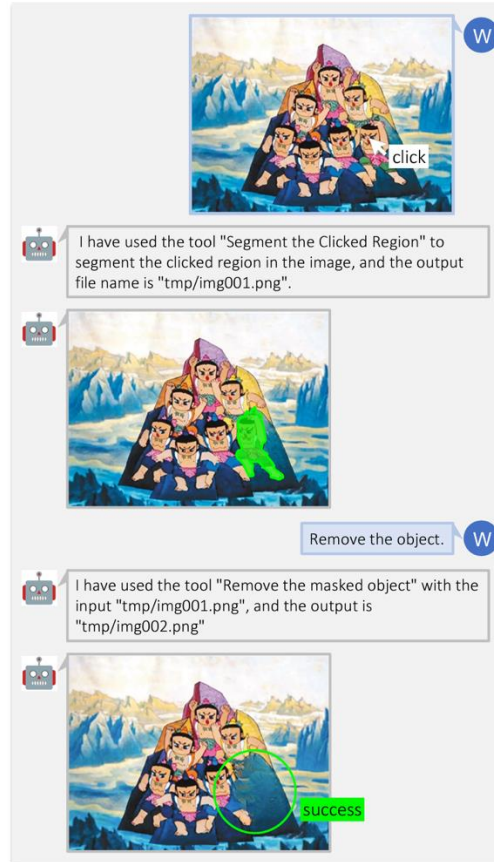 W
click
I have used the tool "Segment the Clicked Region" to
segment the clicked region in the image, and the output
file name is "tmp/img001.png".
Remove the object.
W
I have used the tool "Remove the masked object" with the
input "tmp/img001.png", and the output is
"tmp/img002.png"
success